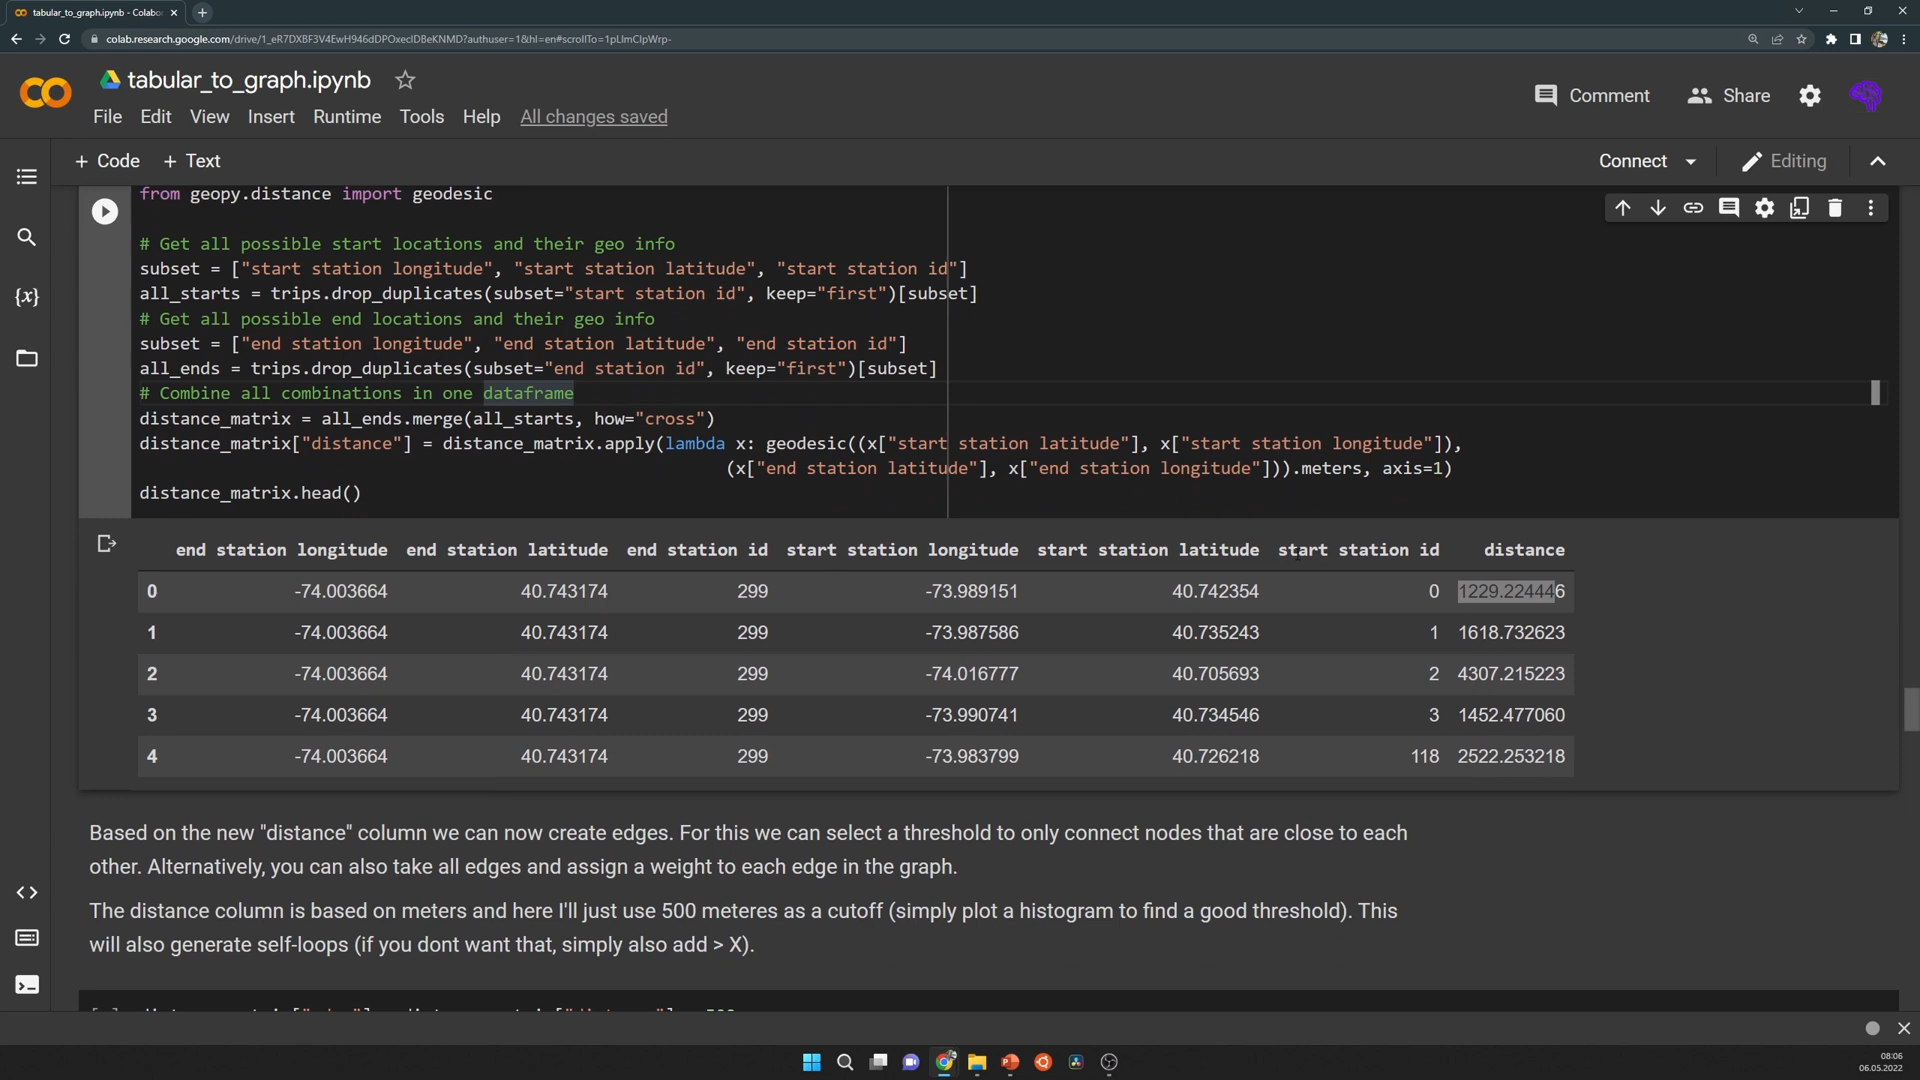 tabular_to_graph.ipynb - Colabo
colab.research.google.com/drive/1_eR7DXBF3V4EwH946dDPOxeclDBeKNMD?authuser=1&hl=en#scrollTo=1pLlmClpWrp-
tabular_to_graph.ipynb
Comment
Share
File Edit View Insert Runtime Tools Help All changes saved
+ Code + Text
Connect
Editing
from geopy.distance import geodesic
# Get all possible start locations and their geo info
subset = ["start station longitude", "start station latitude", "start station id"]
all_starts = trips.drop_duplicates(subset="start station id", keep="first")[subset]
# Get all possible end locations and their geo info
subset = ["end station longitude", "end station latitude", "end station id"]
all_ends = trips.drop_duplicates(subset="end station id", keep="first")[subset]
# Combine all combinations in one dataframe
distance_matrix = all_ends.merge(all_starts, how="cross")
distance_matrix["distance"] = distance_matrix.apply(lambda x: geodesic((x["start station latitude"], x["start station longitude"]),
(x["end station latitude"], x["end station longitude"])).meters, axis=1)
distance_matrix.head()
end station longitude end station latitude end station id start station longitude start station latitude start station id distance
0 -74.003664 40.743174 299 -73.989151 40.742354 0 1229.224446
1 -74.003664 40.743174 299 -73.987586 40.735243 1 1618.732623
2 -74.003664 40.743174 299 -74.016777 40.705693 2 4307.215223
3 -74.003664 40.743174 299 -73.990741 40.734546 3 1452.477060
4 -74.003664 40.743174 299 -73.983799 40.726218 118 2522.253218
Based on the new "distance" column we can now create edges. For this we can select a threshold to only connect nodes that are close to each
other. Alternatively, you can also take all edges and assign a weight to each edge in the graph.
The distance column is based on meters and here I'll just use 500 meteres as a cutoff (simply plot a histogram to find a good threshold). This
will also generate self-loops (if you dont want that, simply also add > X).
08:06
06.05.2022